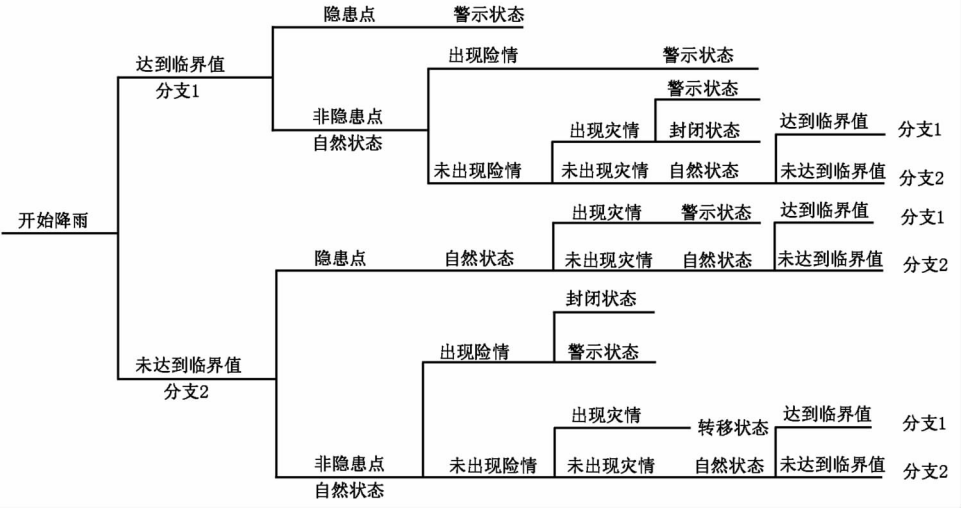 隐患点 警示状态
出现险情 警示状态
达到临界值
分支1
警示状态
非隐患点
自然状态
出现灾情 封闭状态 达到临界值 分支1
未出现险情 未出现灾情 自然状态 未达到临界值 分支2
开始降雨
出现灾情 警示状态 达到临界值 分支1
隐患点 自然状态 未出现灾情 自然状态 未达到临界值 分支2
封闭状态
出现险情 警示状态
未达到临界值
分支2
出现灾情 转移状态 达到临界值 分支1
非隐患点
自然状态
未出现险情 未出现灾情 自然状态 未达到临界值 分支2